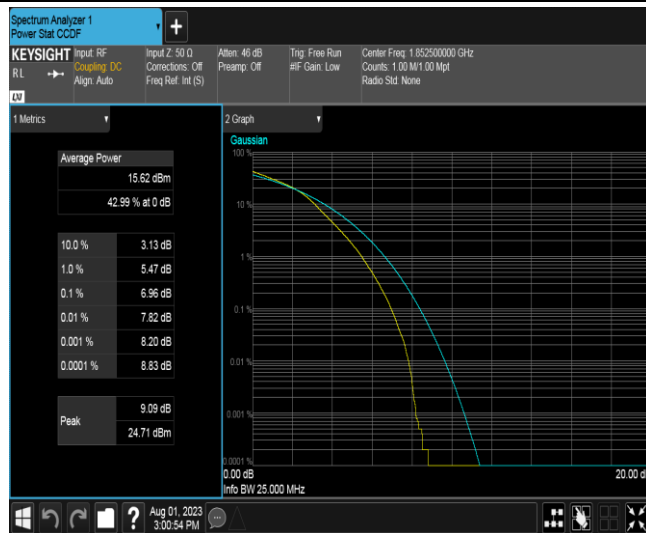 Spectrum Analyzer 1
Power Stat CCDF
+
KEYSIGHT
RL
Input: RF
Coupling: DC
Align: Auto
Input Z: 50 Ω
Corrections: Off
Freq Ref: Int (S)
Atten: 46 dB
Preamp: Off
Trig: Free Run
#IF Gain: Low
Center Freq: 1.852500000 GHz
Counts: 1.00 M/1.00 Mpt
Radio Std: None
LXI
1 Metrics
Average Power
15.62 dBm
42.99 % at 0 dB
10.0 % 3.13 dB
1.0 % 5.47 dB
0.1 % 6.96 dB
0.01 % 7.82 dB
0.001 % 8.20 dB
0.0001 % 8.83 dB
Peak
9.09 dB
24.71 dBm
2 Graph
Gaussian
100 %
10 %
1 %
0.1 %
0.01 %
0.001 %
0.0001 %
0.00 dB
20.00 d
Info BW 25.000 MHz
?
Aug 01, 2023
3:00:54 PM